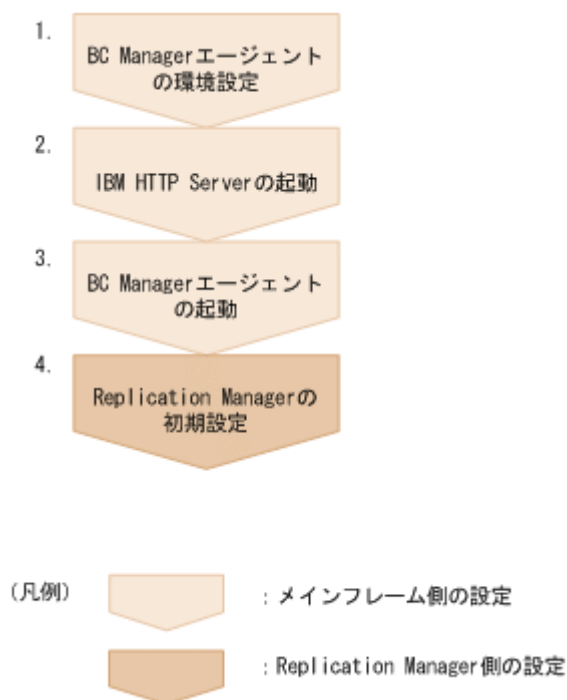 1.
BC Managerエージェント
の環境設定
2.
IBM HTTP Serverの起動
3.
BC Managerエージェント
の起動
4.
Replication Managerの
初期設定
(凡例)
：メインフレーム側の設定
：Replication Manager側の設定